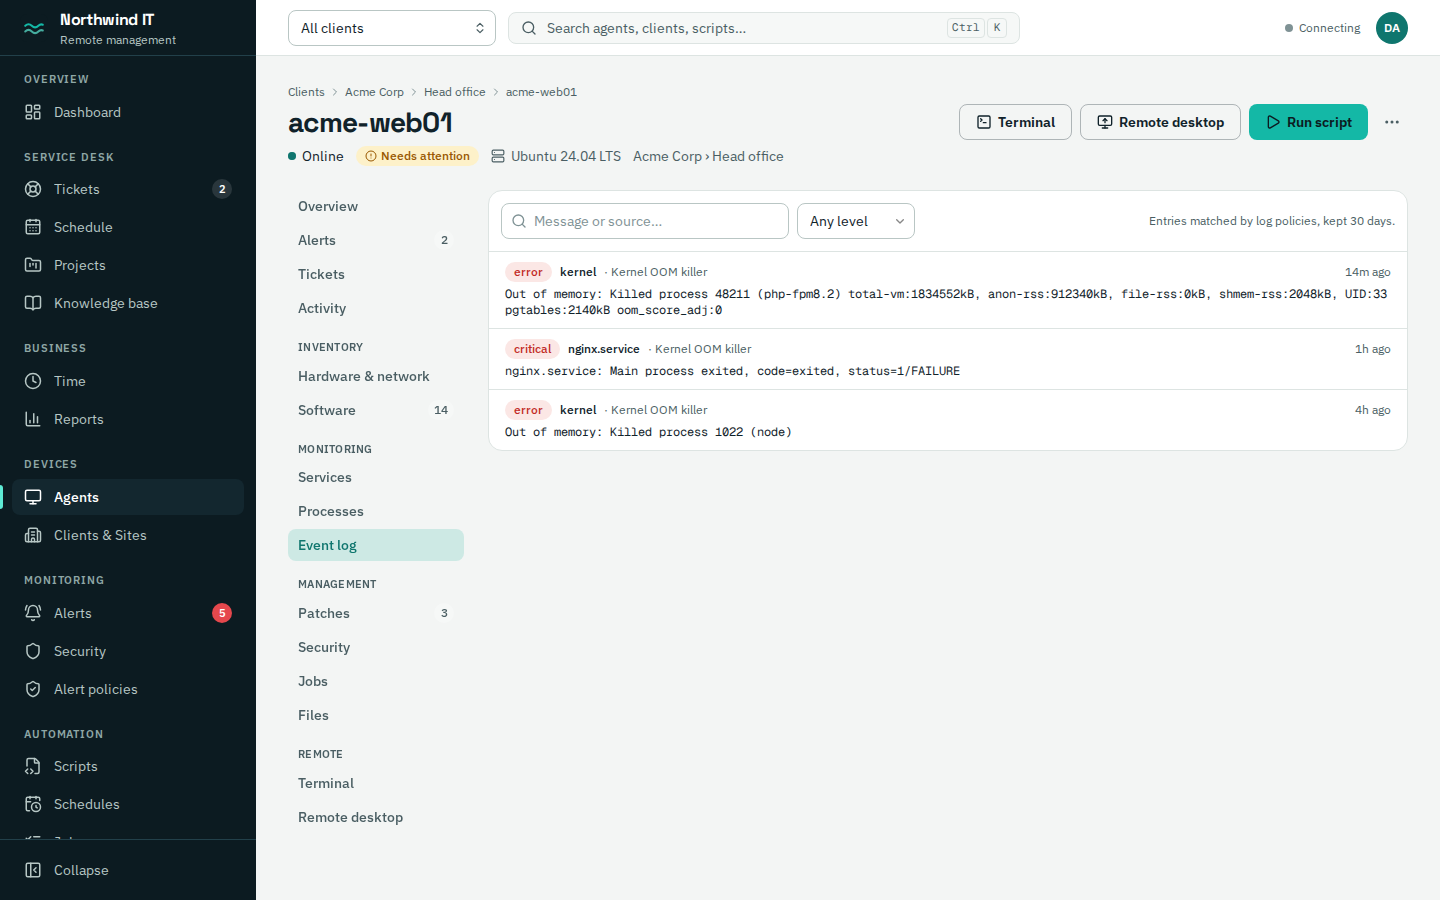 Northwind IT
Remote management
OVERVIEW
Dashboard
SERVICE DESK
Tickets 2
Schedule
Projects
Knowledge base
BUSINESS
Time
Reports
DEVICES
Agents
Clients & Sites
MONITORING
Alerts 5
Security
Alert policies
AUTOMATION
Scripts
Schedules
Collapse
All clients
Search agents, clients, scripts... Ctrl K
Connecting
DA
Clients > Acme Corp > Head office > acme-web01
acme-web01
Terminal
Remote desktop
Run script
Online
Needs attention
Ubuntu 24.04 LTS
Acme Corp › Head office
Overview
Alerts 2
Tickets
Activity
INVENTORY
Hardware & network
Software 14
MONITORING
Services
Processes
Event log
MANAGEMENT
Patches 3
Security
Jobs
Files
REMOTE
Terminal
Remote desktop
Message or source...
Any level
Entries matched by log policies, kept 30 days.
error kernel · Kernel OOM killer 14m ago
Out of memory: Killed process 48211 (php-fpm8.2) total-vm:1834552kB, anon-rss:912340kB, file-rss:0kB, shmem-rss:2048kB, UID:33
pgtables:2140kB oom_score_adj:0
critical nginx.service · Kernel OOM killer 1h ago
nginx.service: Main process exited, code=exited, status=1/FAILURE
error kernel · Kernel OOM killer 4h ago
Out of memory: Killed process 1022 (node)